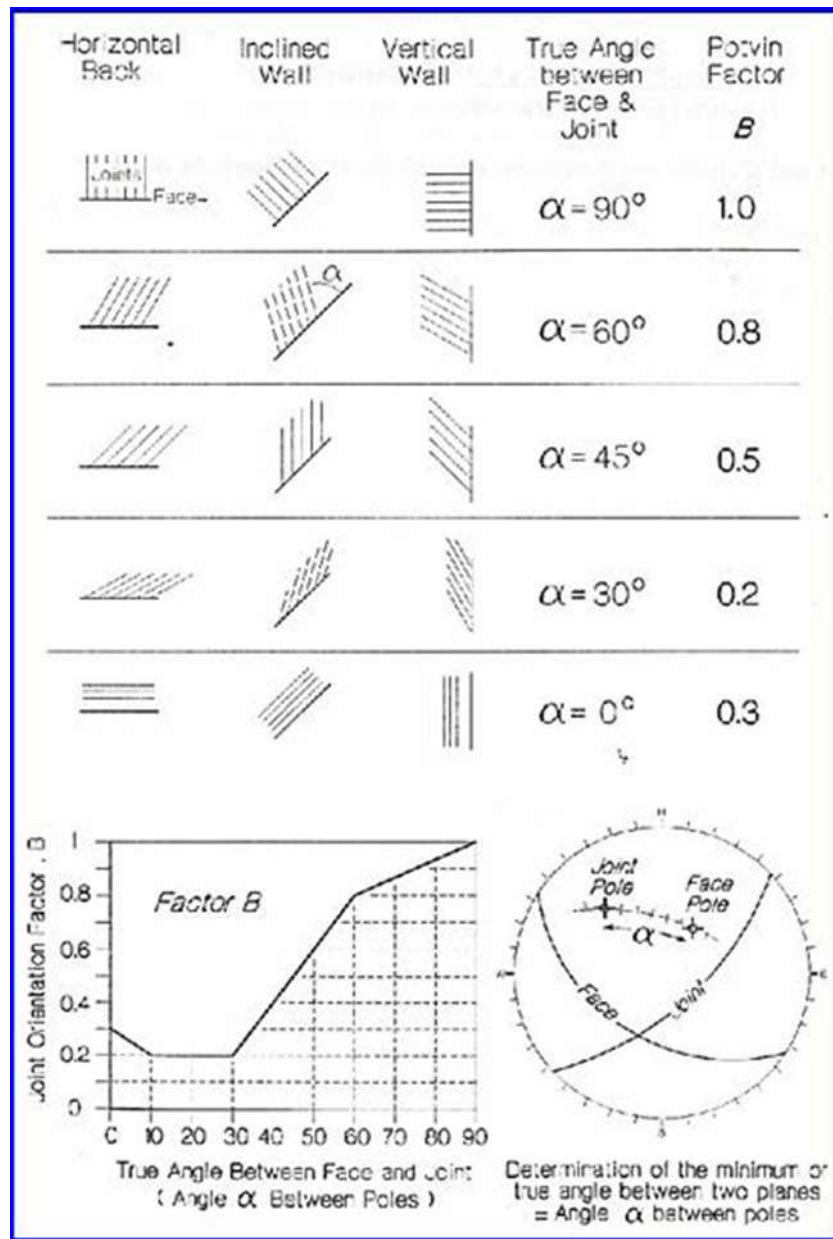 Horizontal Back
Inclined Wall
Vertical Wall
True Angle between Face & Joint
Potvin Factor B
Joints
Face
α = 90° 1.0
α
α = 60° 0.8
α = 45° 0.5
α = 30° 0.2
α = 0° 0.3
Joint Orientation Factor, B
1
0.8
0.6
0.4
0.2
0
Factor B
0 10 20 30 40 50 60 70 80 90
True Angle Between Face and Joint
( Angle α Between Poles )
Joint Pole
Face Pole
α
Face
Joint
S
Determination of the minimum or
true angle between two planes
= Angle α between poles